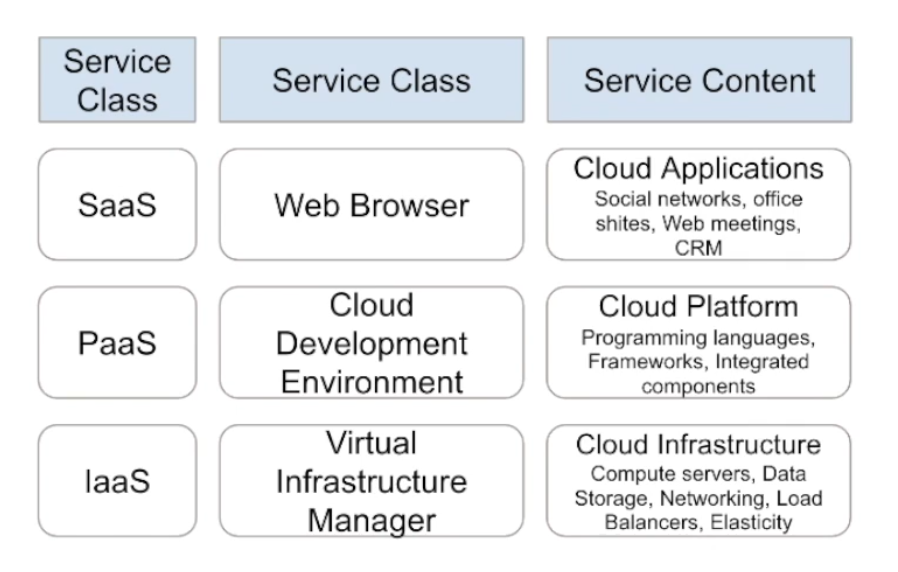 Service
Class
Service Class
Service Content
SaaS
Web Browser
Cloud Applications
Social networks, office
shites, Web meetings,
CRM
PaaS
Cloud
Development
Environment
Cloud Platform
Programming languages,
Frameworks, Integrated
components
IaaS
Virtual
Infrastructure
Manager
Cloud Infrastructure
Compute servers, Data
Storage, Networking, Load
Balancers, Elasticity